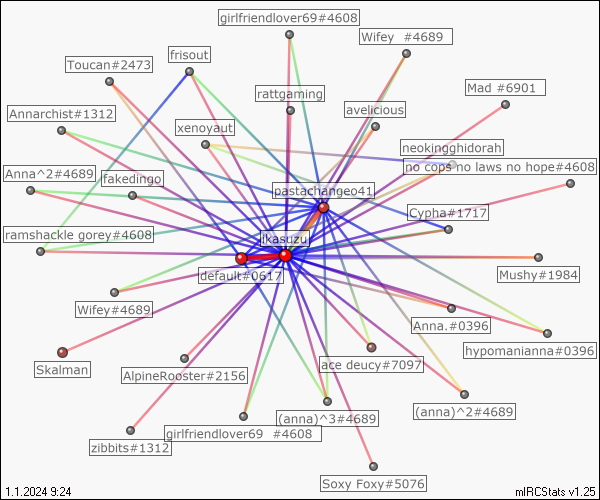 girlfriendlover69#4608
Wifey #4689
frisout
Toucan#2473
Mad #6901
rattgaming
avelicious
Annarchist#1312
xenoyaut
neokingghidorah
no cops no laws no hope#4608
Anna^2#4689
fakedingo
pastachangeo41
Cypha#1717
ramshackle gorey#4608
ikasuzu
default#0617
Mushy#1984
Wifey#4689
Anna.#0396
hypomanianna#0396
Skalman
AlpineRooster#2156
ace deucy#7097
(anna)^3#4689
(anna)^2#4689
girlfriendlover69 #4608
zibbits#1312
Soxy Foxy#5076
1.1.2024 9:24
mIRCStats v1.25